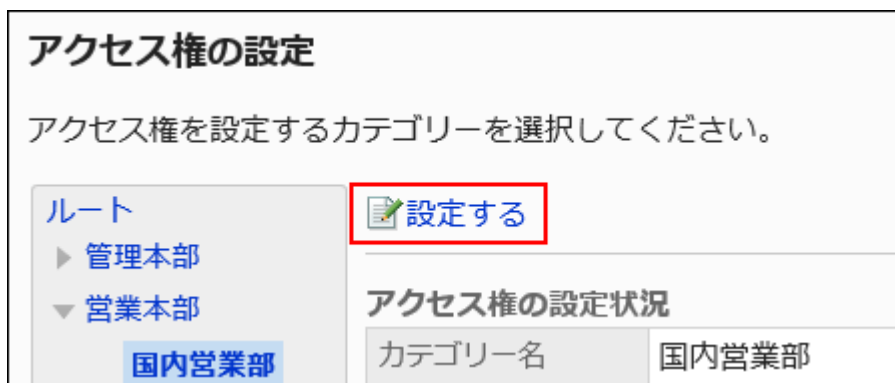 アクセス権の設定
アクセス権を設定するカテゴリーを選択してください。
ルート
設定する
管理本部
営業本部
アクセス権の設定状況
国内営業部
カテゴリー名
国内営業部